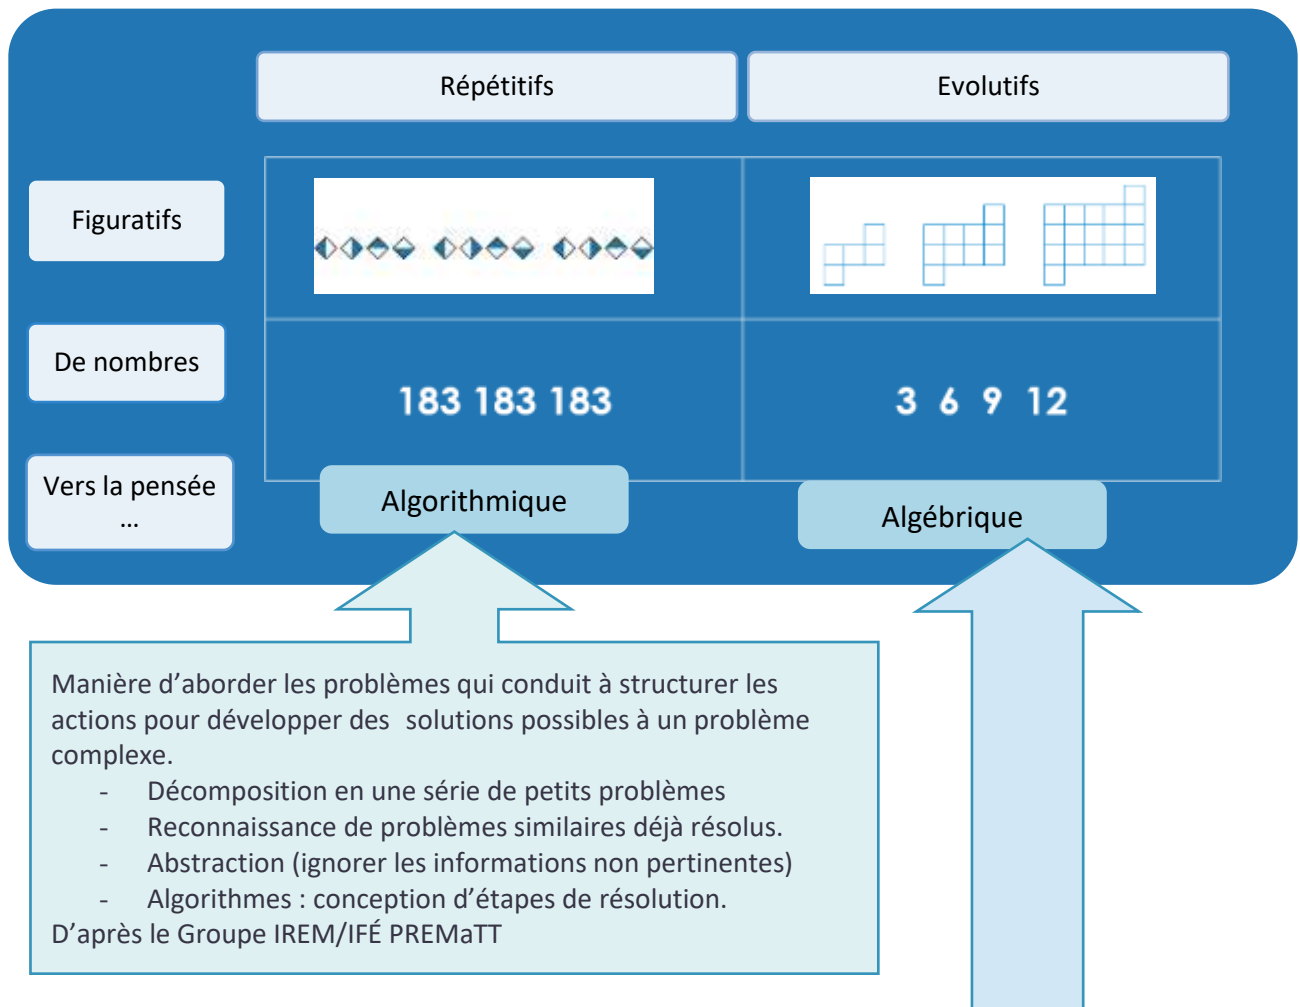 Répétitifs
Evolutifs
Figuratifs
De nombres
183 183 183
3 6 9 12
Vers la pensée
...
Algorithmique
Algébrique
Manière d'aborder les problèmes qui conduit à structurer les
actions pour développer des solutions possibles à un problème
complexe.
- Décomposition en une série de petits problèmes
- Reconnaissance de problèmes similaires déjà résolus.
- Abstraction (ignorer les informations non pertinentes)
- Algorithmes : conception d'étapes de résolution.
D'après le Groupe IREM/IFÉ PREMaTT